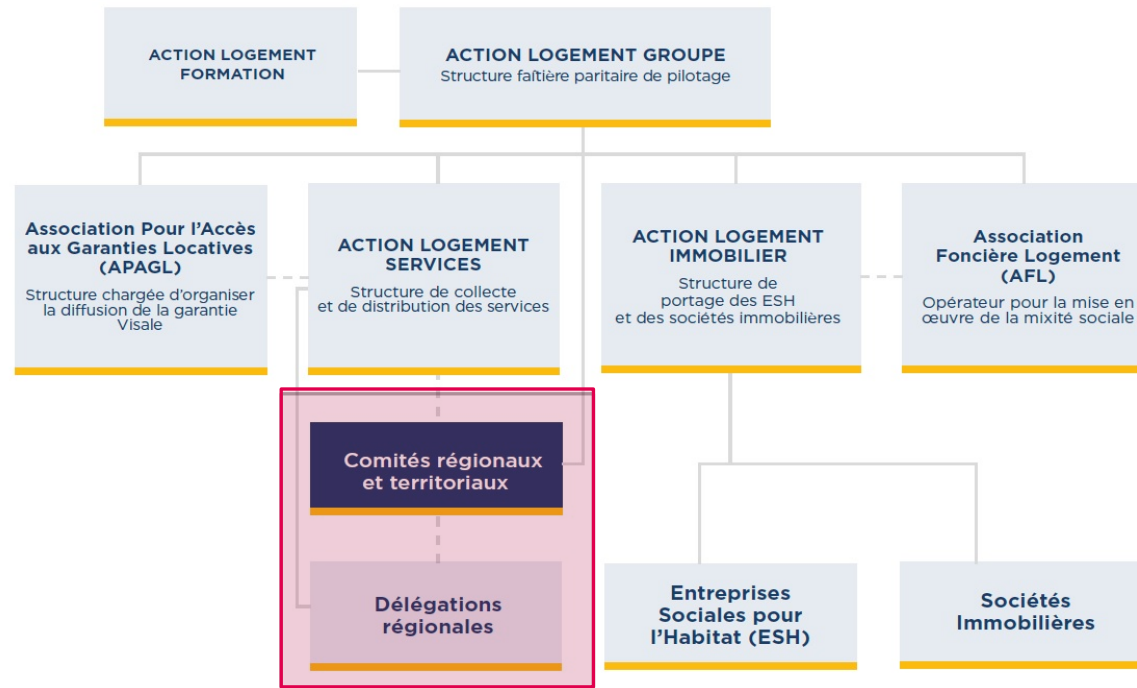 ACTION LOGEMENT
FORMATION
ACTION LOGEMENT GROUPE
Structure faîtière paritaire de pilotage
Association Pour l'Accès
aux Garanties Locatives
(APAGL)
Structure chargée d'organiser
la diffusion de la garantie
Visale
ACTION LOGEMENT
SERVICES
Structure de collecte
et de distribution des services
ACTION LOGEMENT
IMMOBILIER
Structure de
portage des ESH
et des sociétés immobilières
Association
Foncière Logement
(AFL)
Opérateur pour la mise en
œuvre de la mixité sociale
Comités régionaux
et territoriaux
Délégations
régionales
Entreprises
Sociales pour
l'Habitat (ESH)
Sociétés
Immobilières